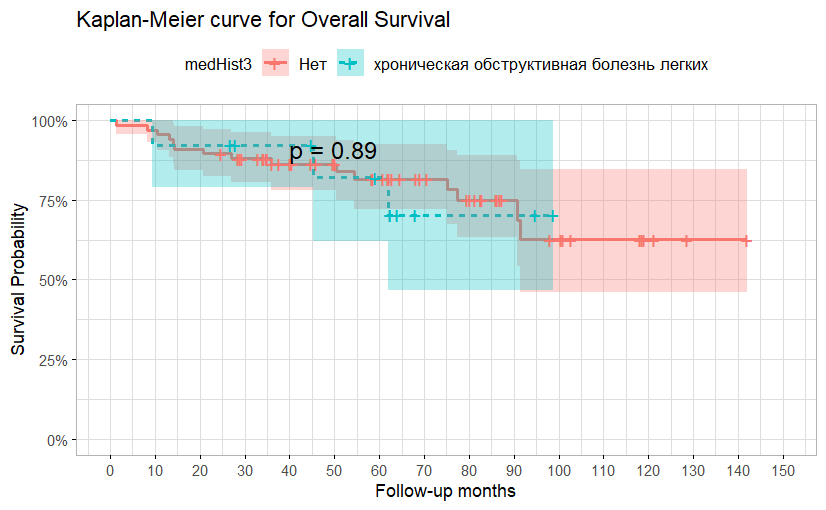 Kaplan-Meier curve for Overall Survival
medHist3 Нет хроническая обструктивная болезнь легких
100%
75%
50%
25%
0%
Survival Probability
p = 0.89
0 10 20 30 40 50 60 70 80 90 100 110 120 130 140 150
Follow-up months